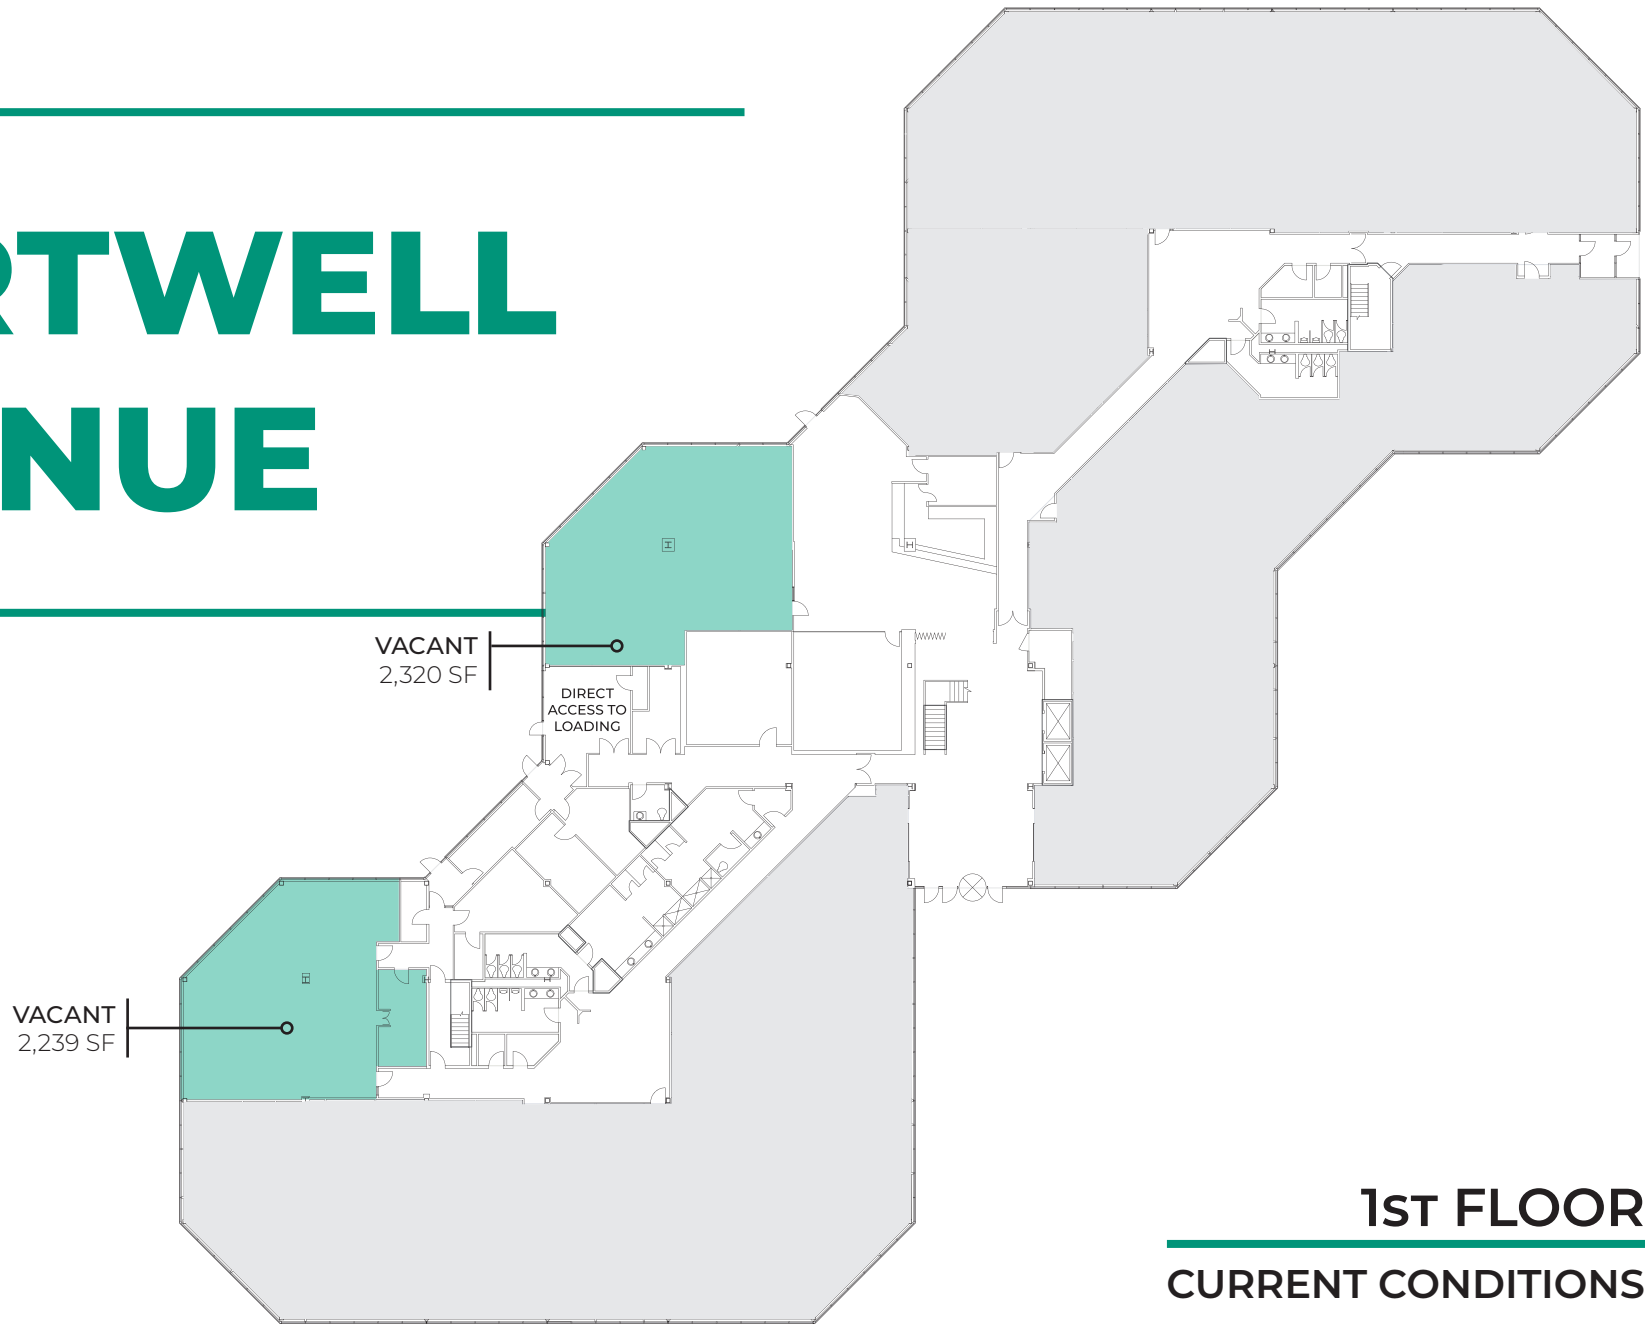 RTWELL
NUE
VACANT
2,320 SF
DIRECT
ACCESS TO
LOADING
VACANT
2,239 SF
1ST FLOOR
CURRENT CONDITIONS